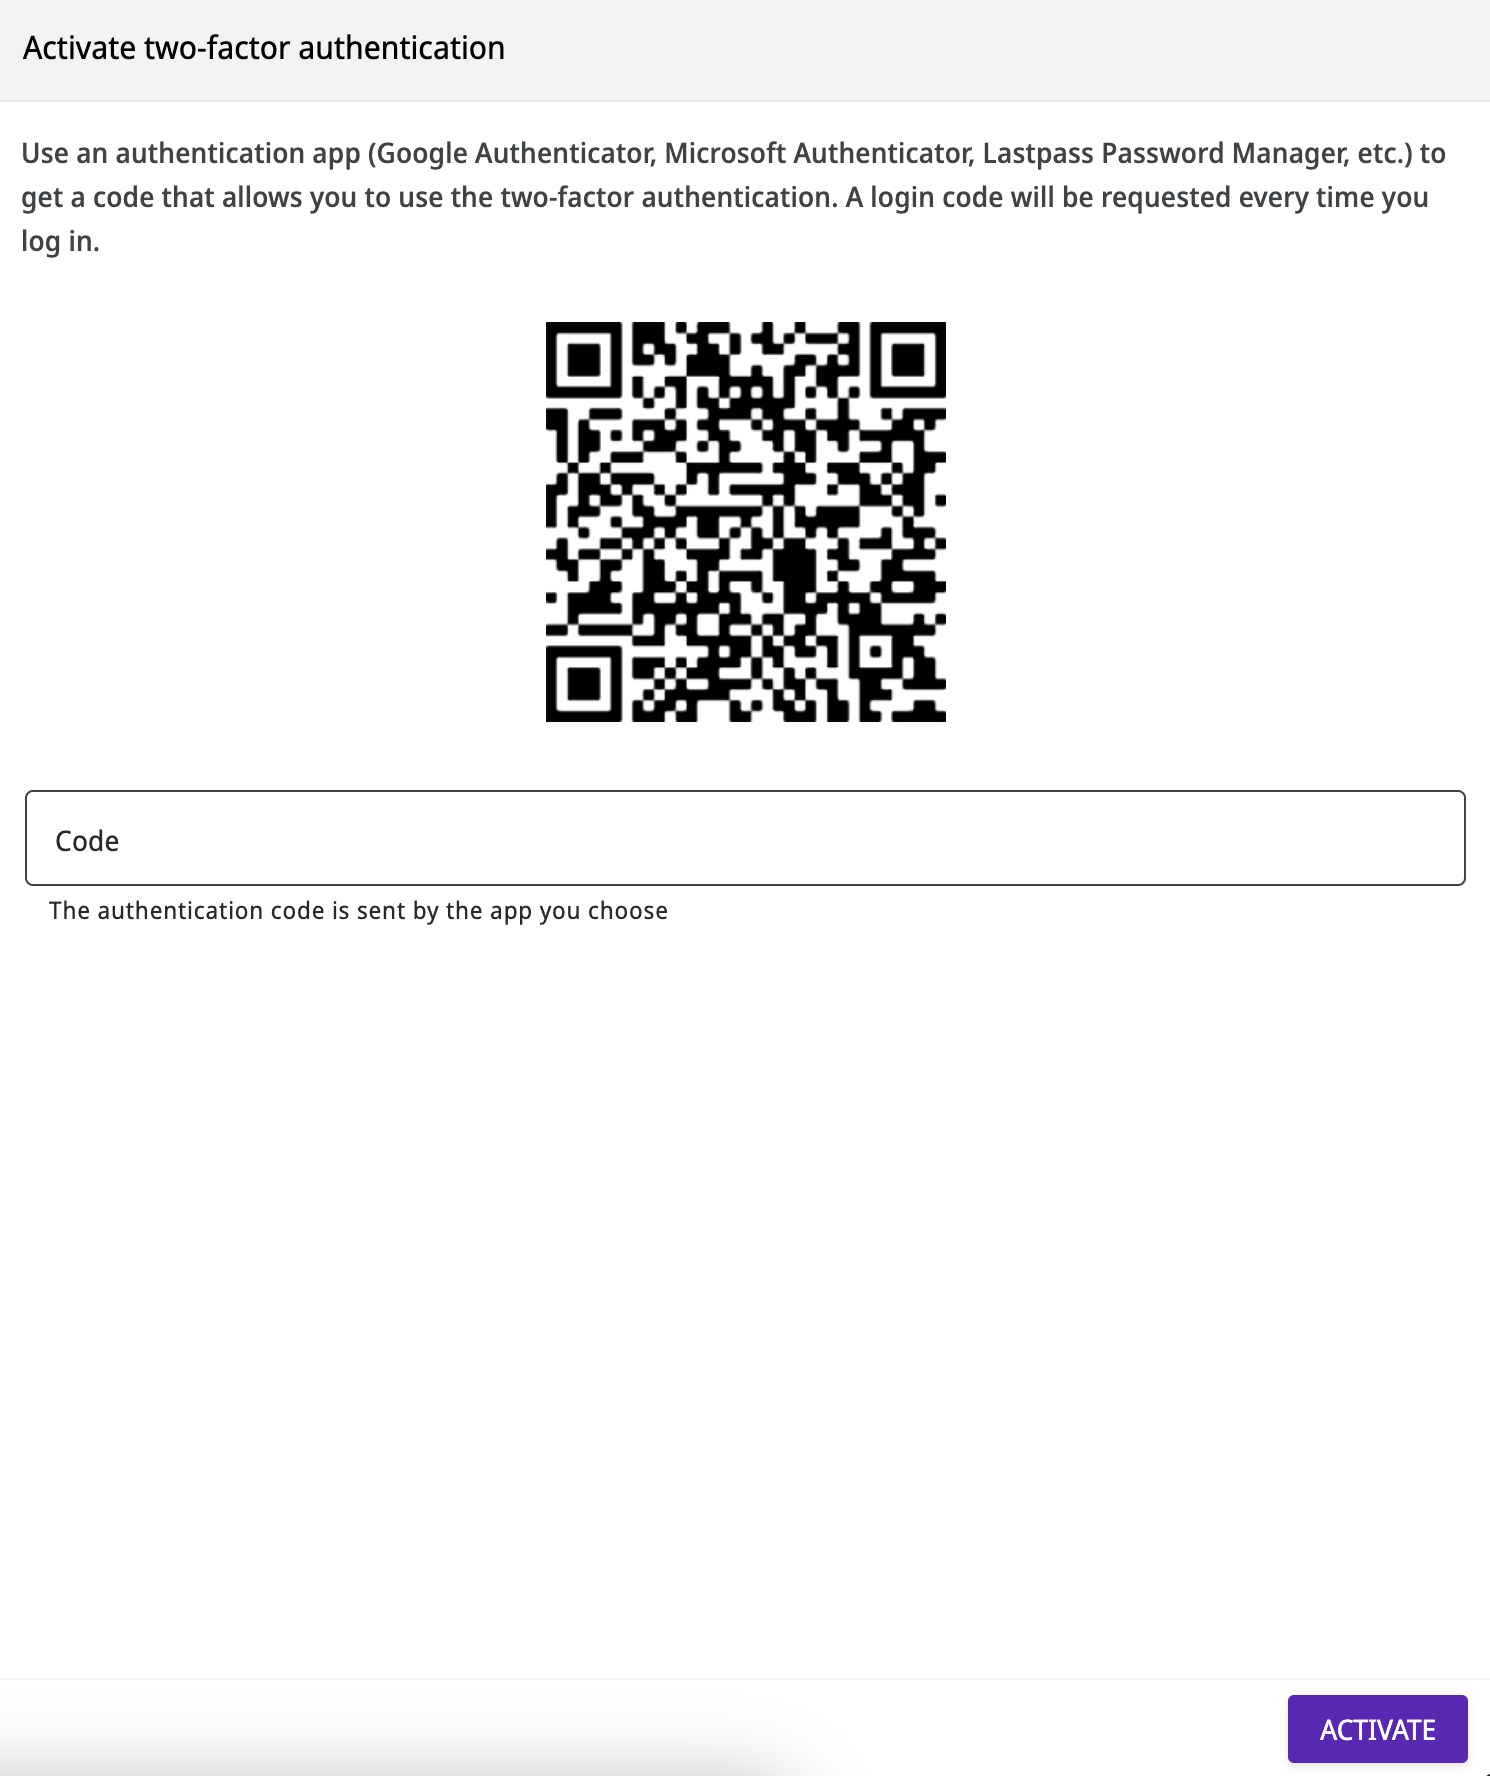 Activate two-factor authentication
Use an authentication app (Google Authenticator, Microsoft Authenticator, Lastpass Password Manager, etc.) to
get a code that allows you to use the two-factor authentication. A login code will be requested every time you
log in.
Code
The authentication code is sent by the app you choose
ACTIVATE